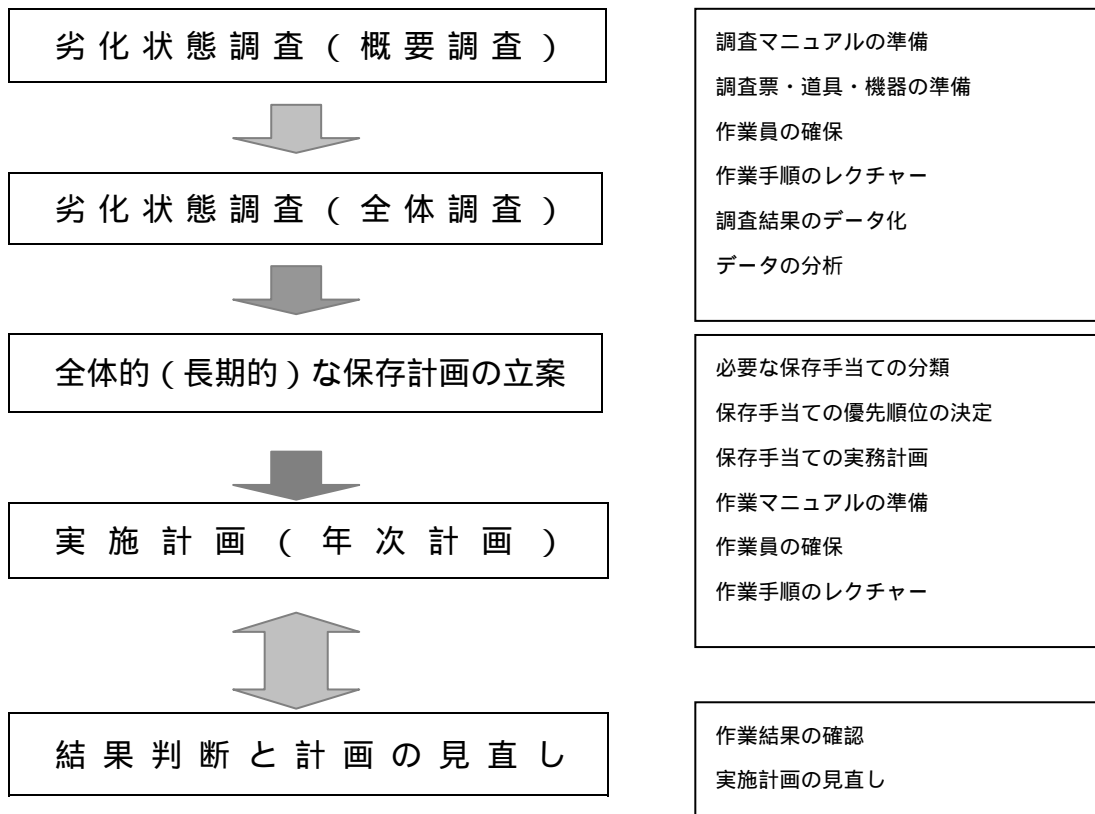 劣化状態調査(概要調査)
劣化状態調査(全体調査)
全体的(長期的)な保存計画の立案
実施計画(年次計画)
結果判断と計画の見直し
調査マニュアルの準備
調査票・道具・機器の準備
作業員の確保
作業手順のレクチャー
調査結果のデータ化
データの分析
必要な保存手当ての分類
保存手当ての優先順位の決定
保存手当ての実務計画
作業マニュアルの準備
作業員の確保
作業手順のレクチャー
作業結果の確認
実施計画の見直し